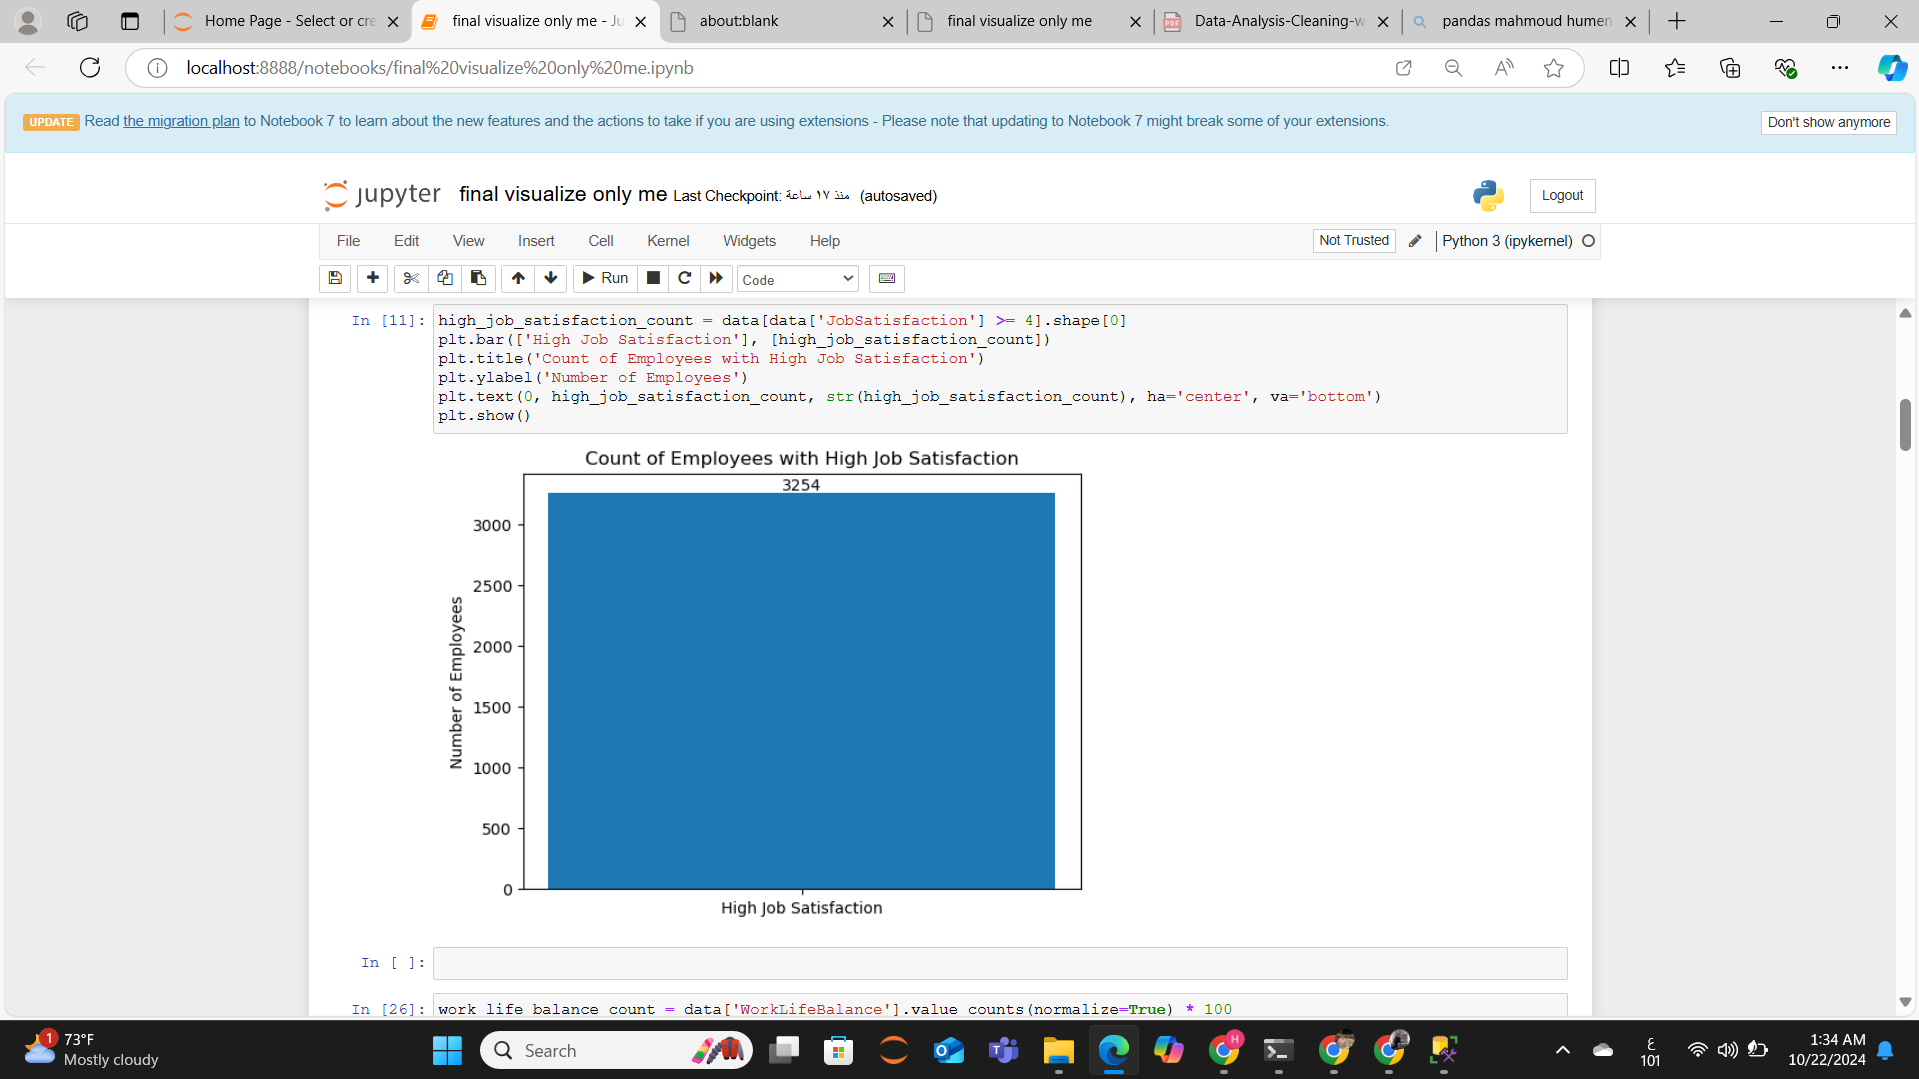 Home Page - Select or cre
final visualize only me - Ju
about:blank
final visualize only me
Data-Analysis-Cleaning-w
pandas mahmoud humen
localhost:8888/notebooks/final%20visualize%20only%20me.ipynb
UPDATE Read the migration plan to Notebook 7 to learn about the new features and the actions to take if you are using extensions - Please note that updating to Notebook 7 might break some of your extensions.
Don't show anymore
jupyter final visualize only me Last Checkpoint: منذ ١٧ ساعة (autosaved)
Logout
File Edit View Insert Cell Kernel Widgets Help
Not Trusted
Python 3 (ipykernel)
Run
Code
In [11]: high_job_satisfaction_count = data[data['JobSatisfaction'] >= 4].shape[0]
plt.bar(['High Job Satisfaction'], [high_job_satisfaction_count])
plt.title('Count of Employees with High Job Satisfaction')
plt.ylabel('Number of Employees')
plt.text(0, high_job_satisfaction_count, str(high_job_satisfaction_count), ha='center', va='bottom')
plt.show()
Count of Employees with High Job Satisfaction
3254
3000
2500
2000
1500
1000
500
0
Number of Employees
High Job Satisfaction
In [ ]:
In [26]: work_life_balance_count = data['WorkLifeBalance'].value_counts(normalize=True) * 100
1
73°F
Mostly cloudy
Search
H
ع
101
1:34 AM
10/22/2024